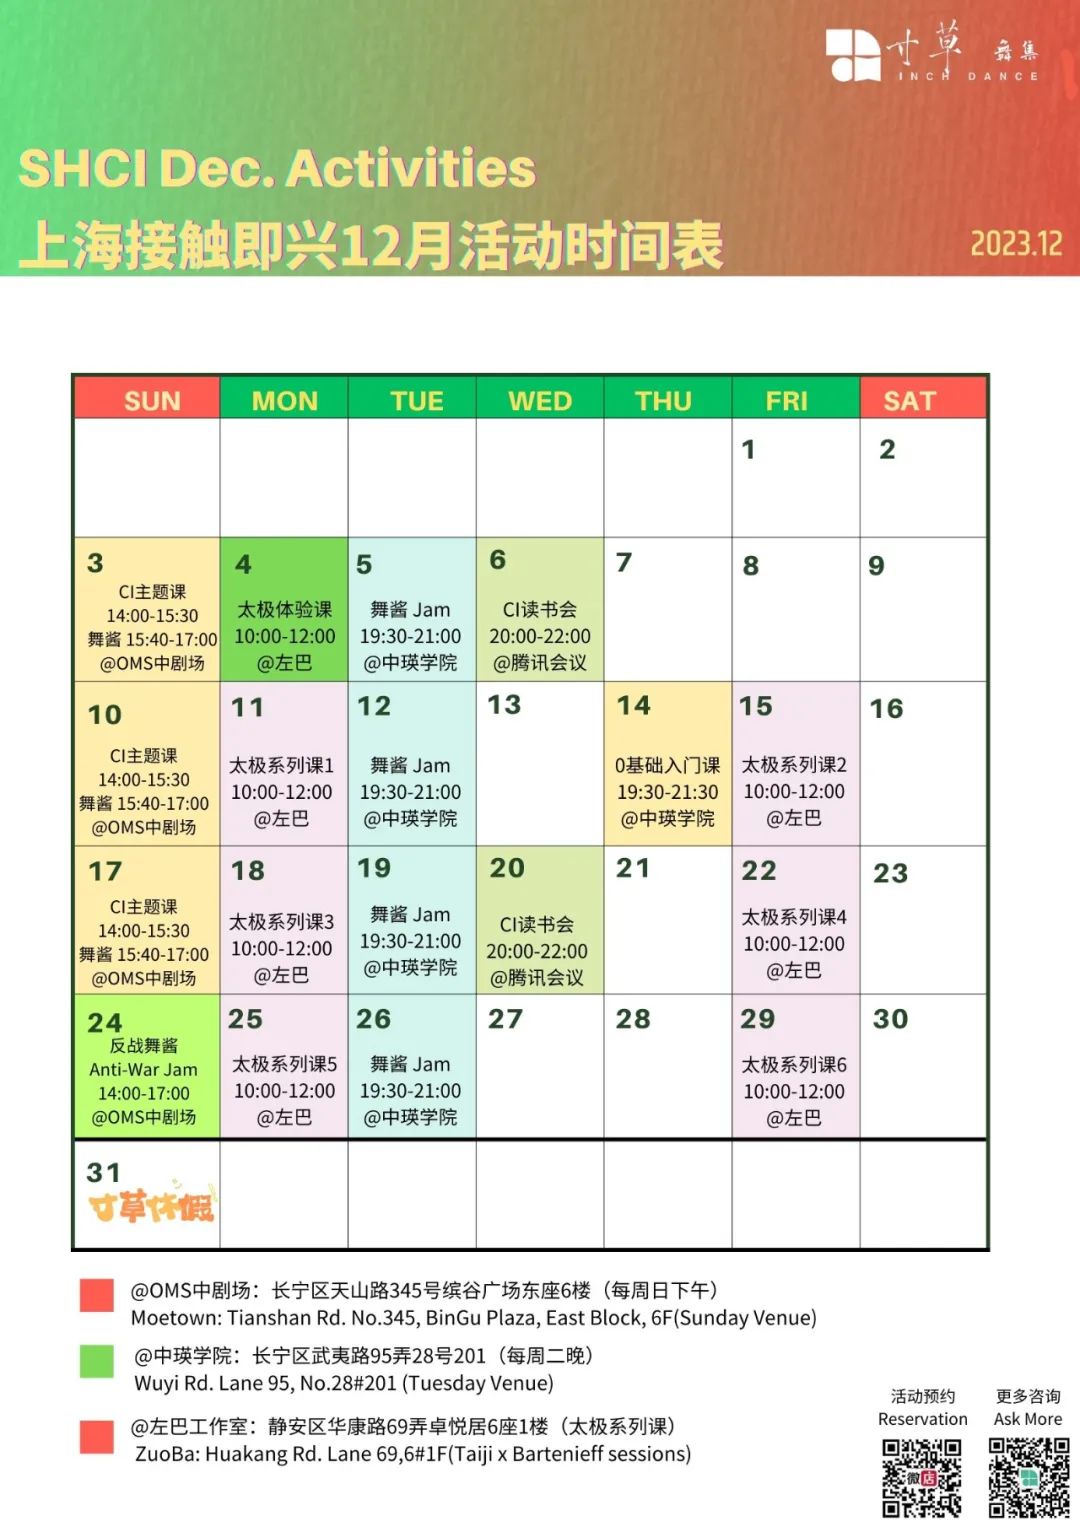 寸草 舞集
INCH DANCE
SHCI Dec. Activities
上海接触即兴12月活动时间表
2023.12
SUN MON TUE WED THU FRI SAT
1 2
3
CI主题课
14:00-15:30
舞酱 15:40-17:00
@OMS中剧场
4
太极体验课
10:00-12:00
@左巴
5
舞酱 Jam
19:30-21:00
@中瑛学院
6
CI读书会
20:00-22:00
@腾讯会议
7
8
9
10
CI主题课
14:00-15:30
舞酱 15:40-17:00
@OMS中剧场
11
太极系列课1
10:00-12:00
@左巴
12
舞酱 Jam
19:30-21:00
@中瑛学院
13
14
0基础入门课
19:30-21:30
@中瑛学院
15
太极系列课2
10:00-12:00
@左巴
16
17
CI主题课
14:00-15:30
舞酱 15:40-17:00
@OMS中剧场
18
太极系列课3
10:00-12:00
@左巴
19
舞酱 Jam
19:30-21:00
@中瑛学院
20
CI读书会
20:00-22:00
@腾讯会议
21
22
太极系列课4
10:00-12:00
@左巴
23
24
反战舞酱
Anti-War Jam
14:00-17:00
@OMS中剧场
25
太极系列课5
10:00-12:00
@左巴
26
舞酱 Jam
19:30-21:00
@中瑛学院
27
28
29
太极系列课6
10:00-12:00
@左巴
30
31
寸草休假
@OMS中剧场：长宁区天山路345号缤谷广场东座6楼（每周日下午）
Moetown: Tianshan Rd. No.345, BinGu Plaza, East Block, 6F(Sunday Venue)
@中瑛学院：长宁区武夷路95弄28号201（每周二晚）
Wuyi Rd. Lane 95, No.28#201 (Tuesday Venue)
@左巴工作室：静安区华康路69弄卓悦居6座1楼（太极系列课）
ZuoBa: Huakang Rd. Lane 69,6#1F(Taiji x Bartenieff sessions)
活动预约
Reservation
微店
更多咨询
Ask More